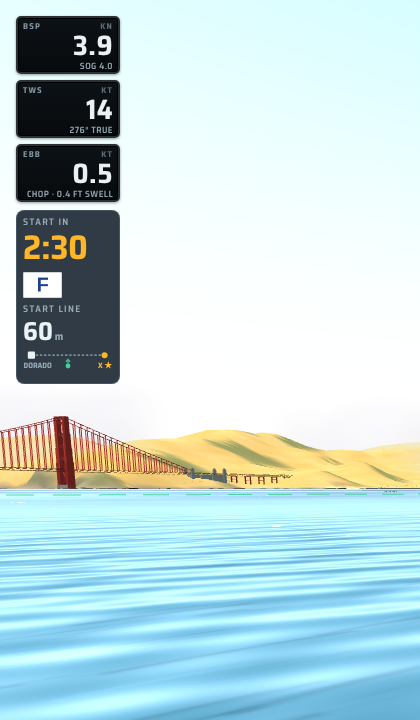 BSP KN
3.9
SOG 4.0
TWS KT
14
276° TRUE
EBB KT
0.5
CHOP · 0.4 FT SWELL
START IN
2:30
F
START LINE
60 m
DORADO X ★